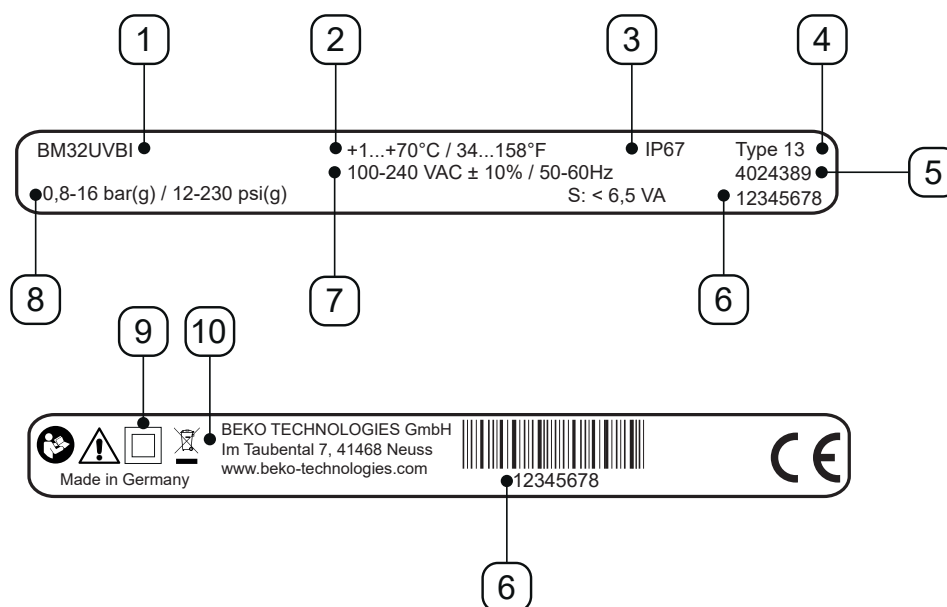 1 2 3 4
BM32UVBI +1...+70°C / 34...158°F IP67 Type 13
100-240 VAC ± 10% / 50-60Hz 4024389 5
0,8-16 bar(g) / 12-230 psi(g) S: < 6,5 VA 12345678
8 7 6
9 10
BEKO TECHNOLOGIES GmbH
Im Taubental 7, 41468 Neuss
www.beko-technologies.com
Made in Germany
12345678
CE
6